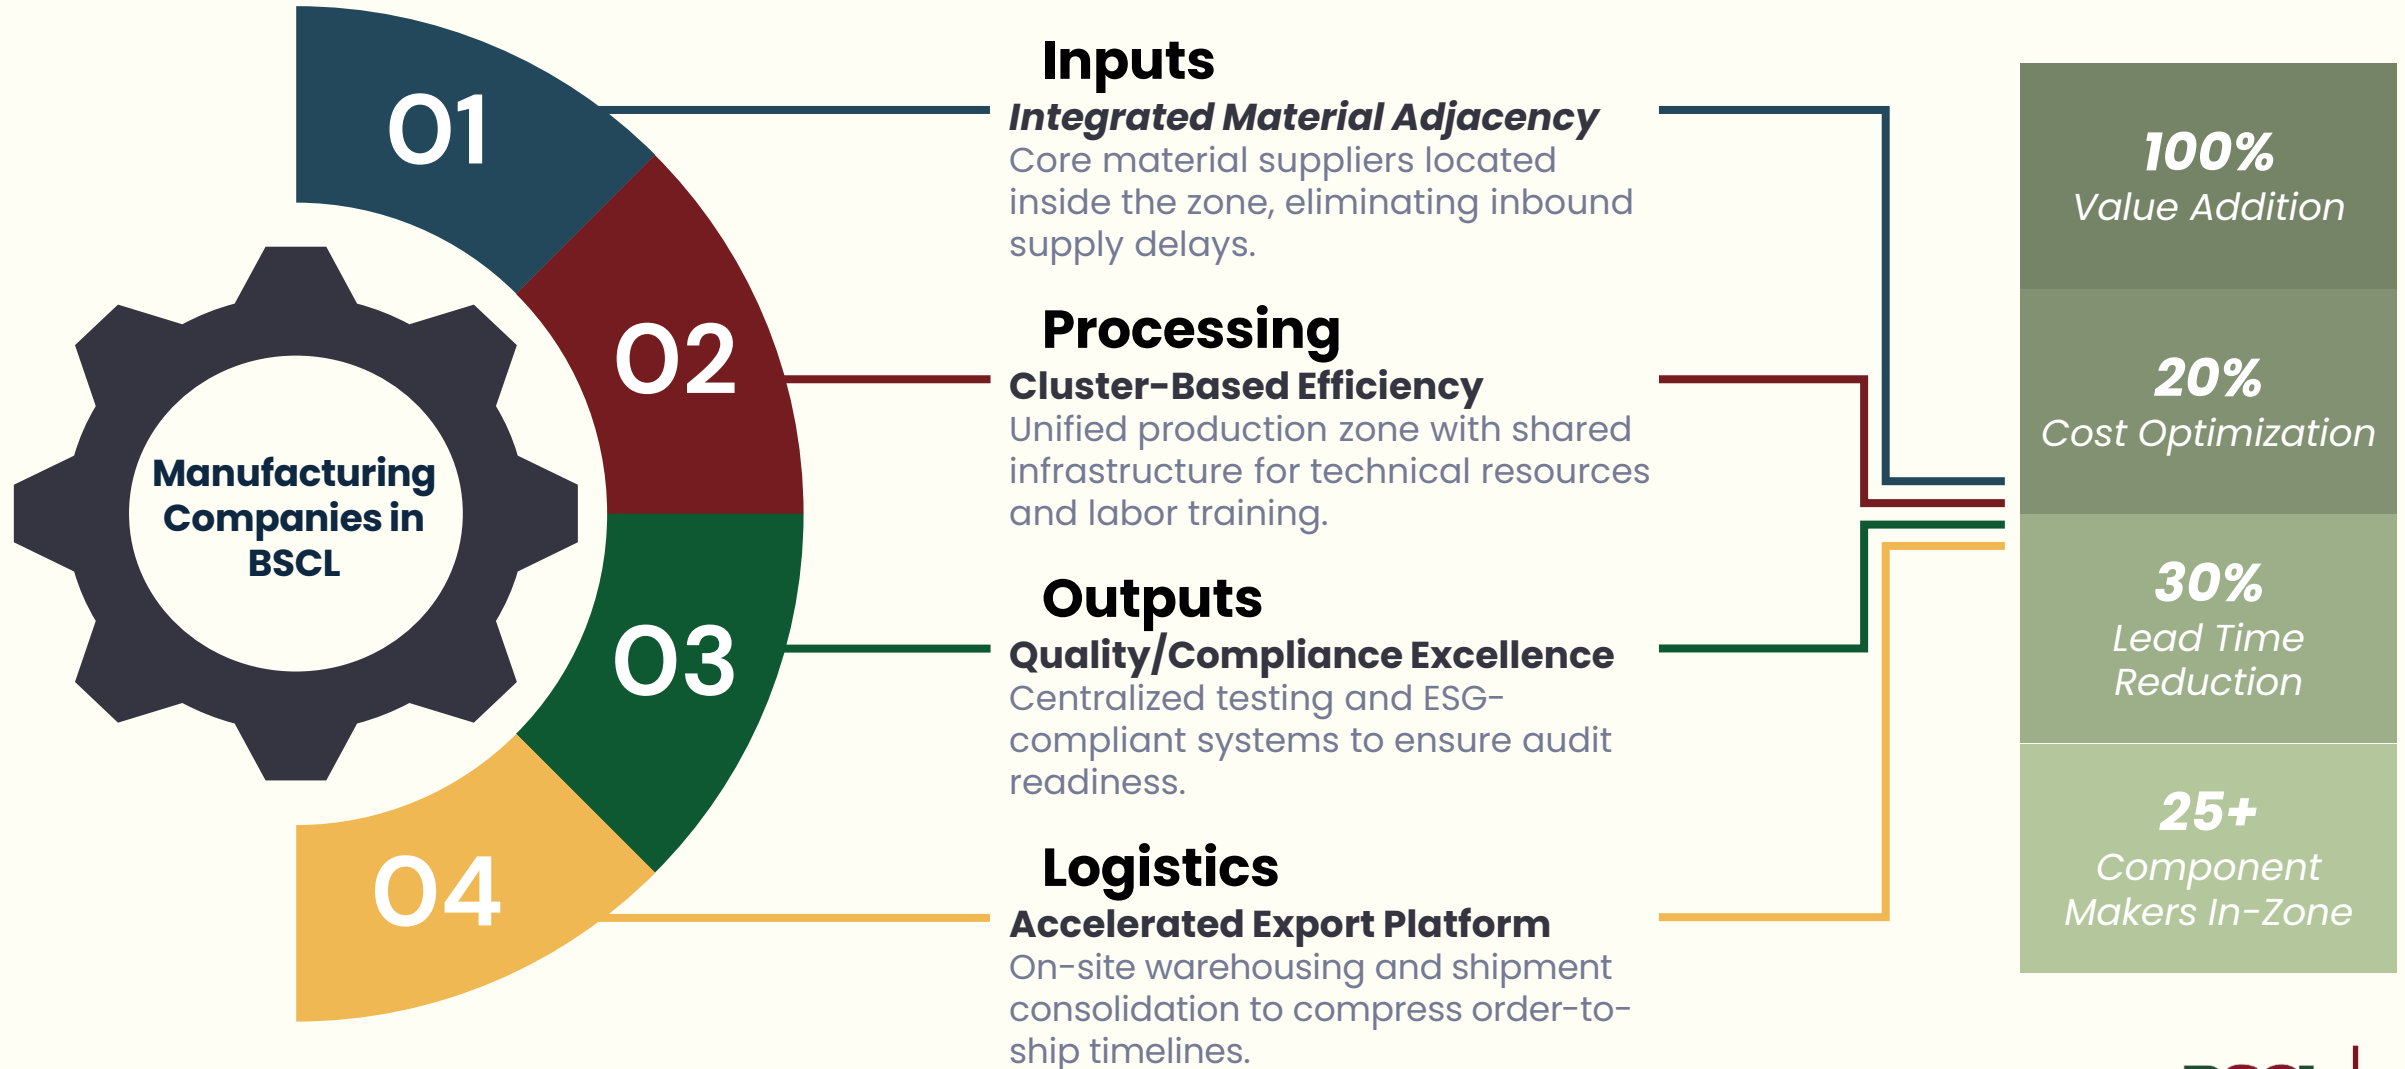 01
Inputs
Integrated Material Adjacency
Core material suppliers located
inside the zone, eliminating inbound
supply delays.
02
Processing
Cluster-Based Efficiency
Unified production zone with shared
infrastructure for technical resources
and labor training.
03
Outputs
Quality/Compliance Excellence
Centralized testing and ESG-
compliant systems to ensure audit
readiness.
04
Logistics
Accelerated Export Platform
On-site warehousing and shipment
consolidation to compress order-to-
ship timelines.
Manufacturing
Companies in
BSCL
100%
Value Addition
20%
Cost Optimization
30%
Lead Time
Reduction
25+
Component
Makers In-Zone